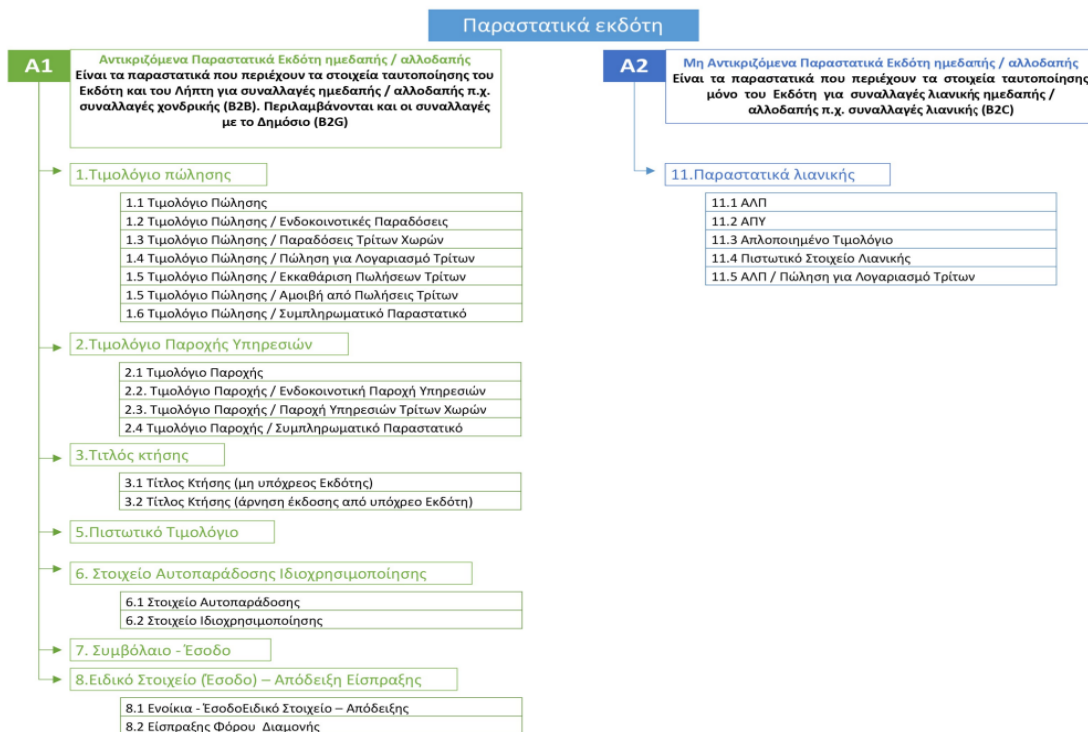 Παραστατικά εκδότη
A1
Αντικριζόμενα Παραστατικά Εκδότη ημεδαπής / αλλοδαπής
Είναι τα παραστατικά που περιέχουν τα στοιχεία ταυτοποίησης του
Εκδότη και του Λήπτη για συναλλαγές ημεδαπής / αλλοδαπής π.χ.
συναλλαγές χονδρικής (B2B). Περιλαμβάνονται και οι συναλλαγές
με το Δημόσιο (B2G)
1.Τιμολόγιο πώλησης
1.1 Τιμολόγιο Πώλησης
1.2 Τιμολόγιο Πώλησης / Ενδοκοινοτικές Παραδόσεις
1.3 Τιμολόγιο Πώλησης / Παραδόσεις Τρίτων Χωρών
1.4 Τιμολόγιο Πώλησης / Πώληση για Λογαριασμό Τρίτων
1.5 Τιμολόγιο Πώλησης / Εκκαθάριση Πωλήσεων Τρίτων
1.5 Τιμολόγιο Πώλησης / Αμοιβή από Πωλήσεις Τρίτων
1.6 Τιμολόγιο Πώλησης / Συμπληρωματικό Παραστατικό
2.Τιμολόγιο Παροχής Υπηρεσιών
2.1 Τιμολόγιο Παροχής
2.2. Τιμολόγιο Παροχής / Ενδοκοινοτική Παροχή Υπηρεσιών
2.3. Τιμολόγιο Παροχής / Παροχή Υπηρεσιών Τρίτων Χωρών
2.4 Τιμολόγιο Παροχής / Συμπληρωματικό Παραστατικό
3.Τιτλός κτήσης
3.1 Τίτλος Κτήσης (μη υπόχρεος Εκδότης)
3.2 Τίτλος Κτήσης (άρνηση έκδοσης από υπόχρεο Εκδότη)
5.Πιστωτικό Τιμολόγιο
6. Στοιχείο Αυτοπαράδοσης Ιδιοχρησιμοποίησης
6.1 Στοιχείο Αυτοπαράδοσης
6.2 Στοιχείο Ιδιοχρησιμοποίησης
7. Συμβόλαιο - Έσοδο
8.Ειδικό Στοιχείο (Έσοδο) – Απόδειξη Είσπραξης
8.1 Ενοίκια - ΈσοδοΕιδικό Στοιχείο – Απόδειξης
8.2 Είσπραξης Φόρου Διαμονής
A2
Μη Αντικριζόμενα Παραστατικά Εκδότη ημεδαπής / αλλοδαπής
Είναι τα παραστατικά που περιέχουν τα στοιχεία ταυτοποίησης
μόνο του Εκδότη για συναλλαγές λιανικής ημεδαπής /
αλλοδαπής π.χ. συναλλαγές λιανικής (B2C)
11.Παραστατικά λιανικής
11.1 ΑΛΠ
11.2 ΑΠΥ
11.3 Απλοποιημένο Τιμολόγιο
11.4 Πιστωτικό Στοιχείο Λιανικής
11.5 ΑΛΠ / Πώληση για Λογαριασμό Τρίτων